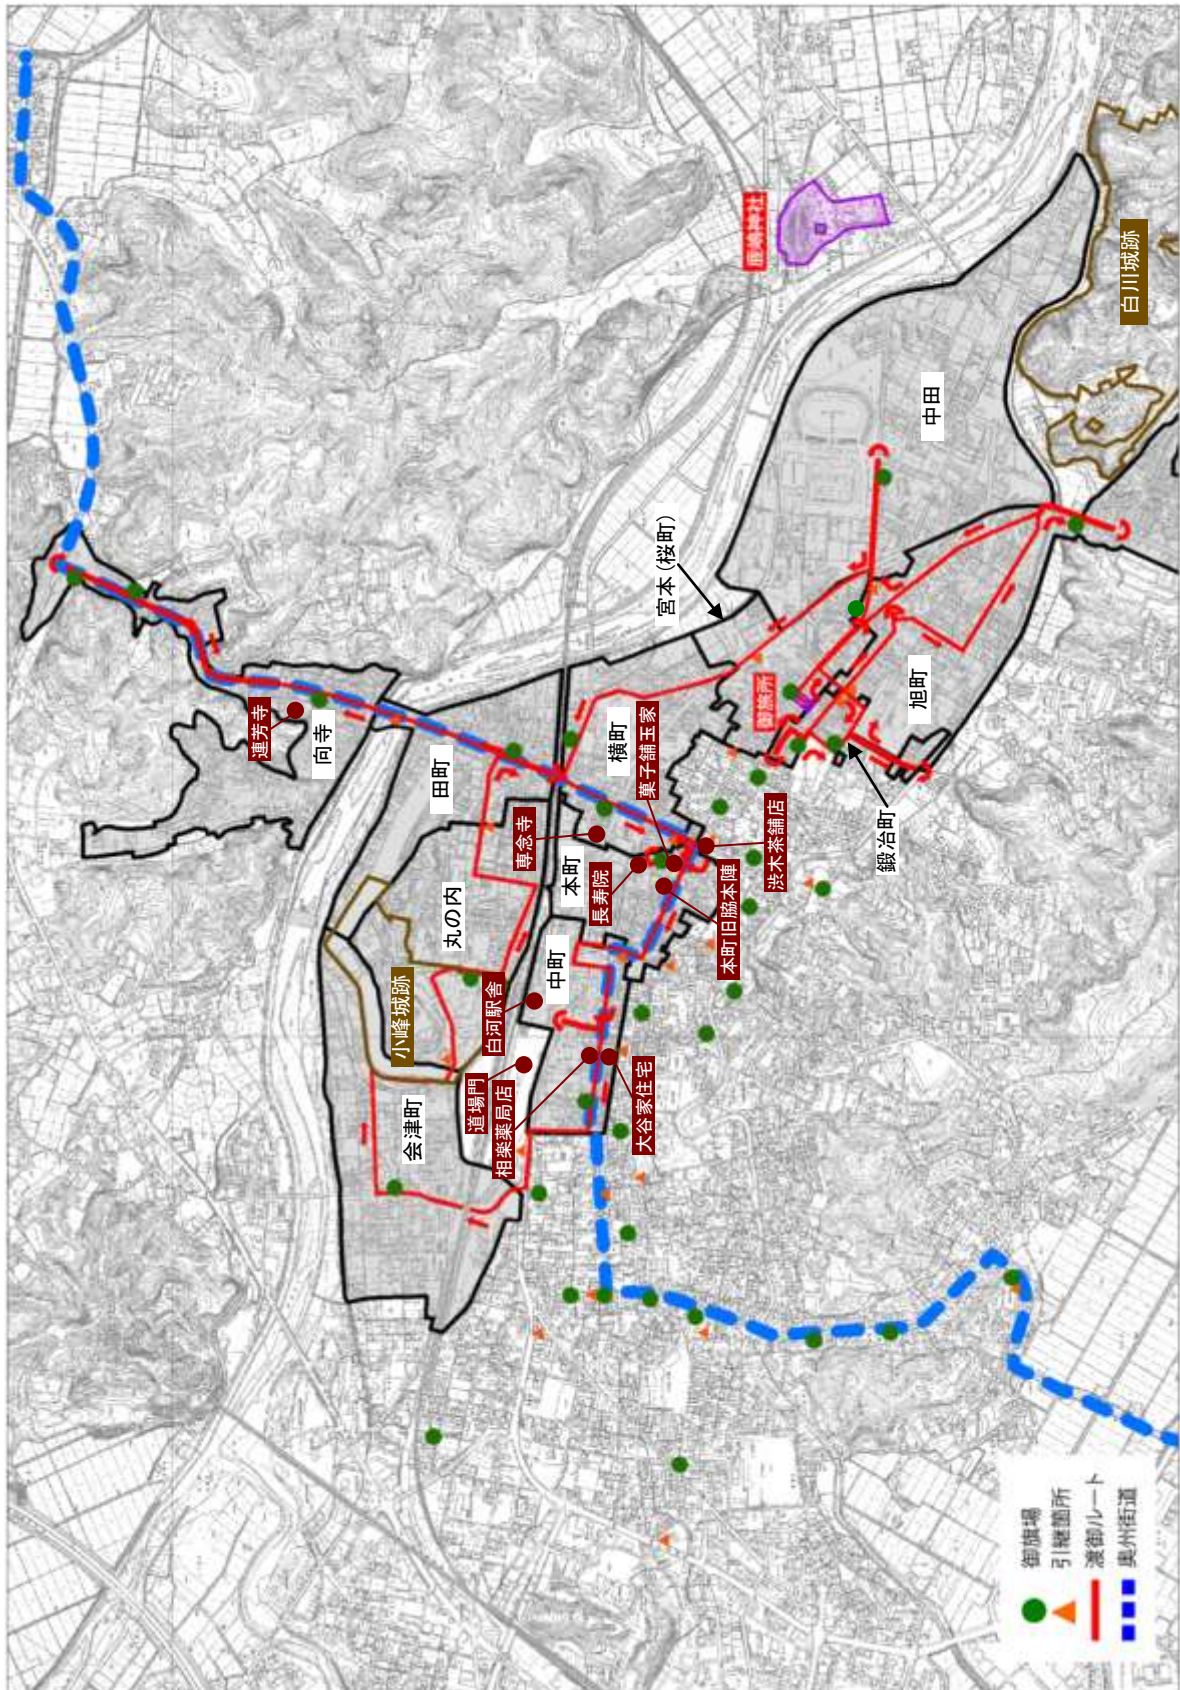 鹿嶋神社
白川城跡
中田
宮本(桜町)
御旅所
旭町
鍛冶町
蓮芳寺
向寺
田町
横町
菓子舗玉家
専念寺
本町
長寿院
渋木茶舗店
本町旧脇本陣
丸の内
小峰城跡
中町
白河駅舎
道場門
相楽薬局店
大谷家住宅
会津町
御旗場
引継箇所
渡御ルート
奥州街道